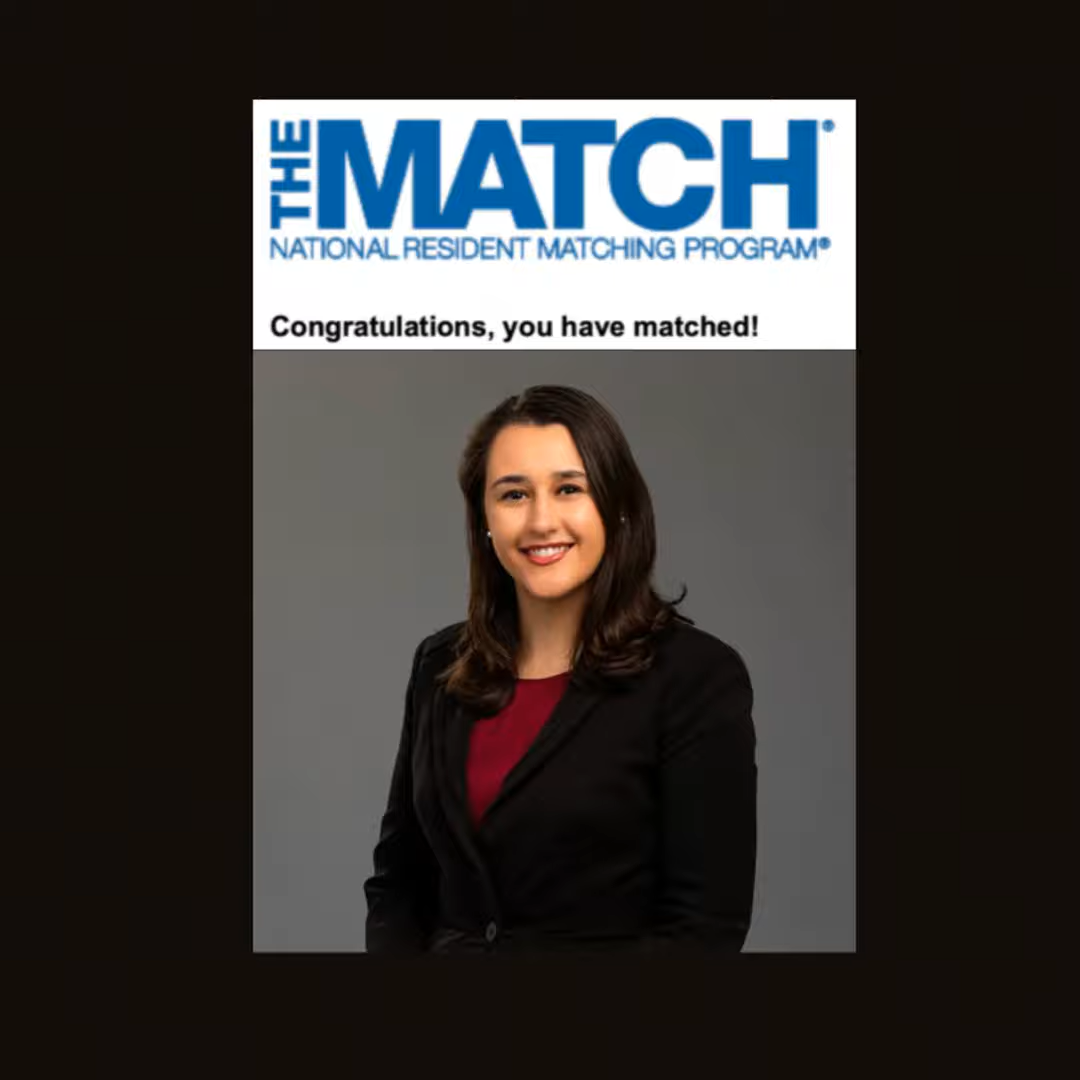 THE MATCH®
NATIONAL RESIDENT MATCHING PROGRAM®
Congratulations, you have matched!